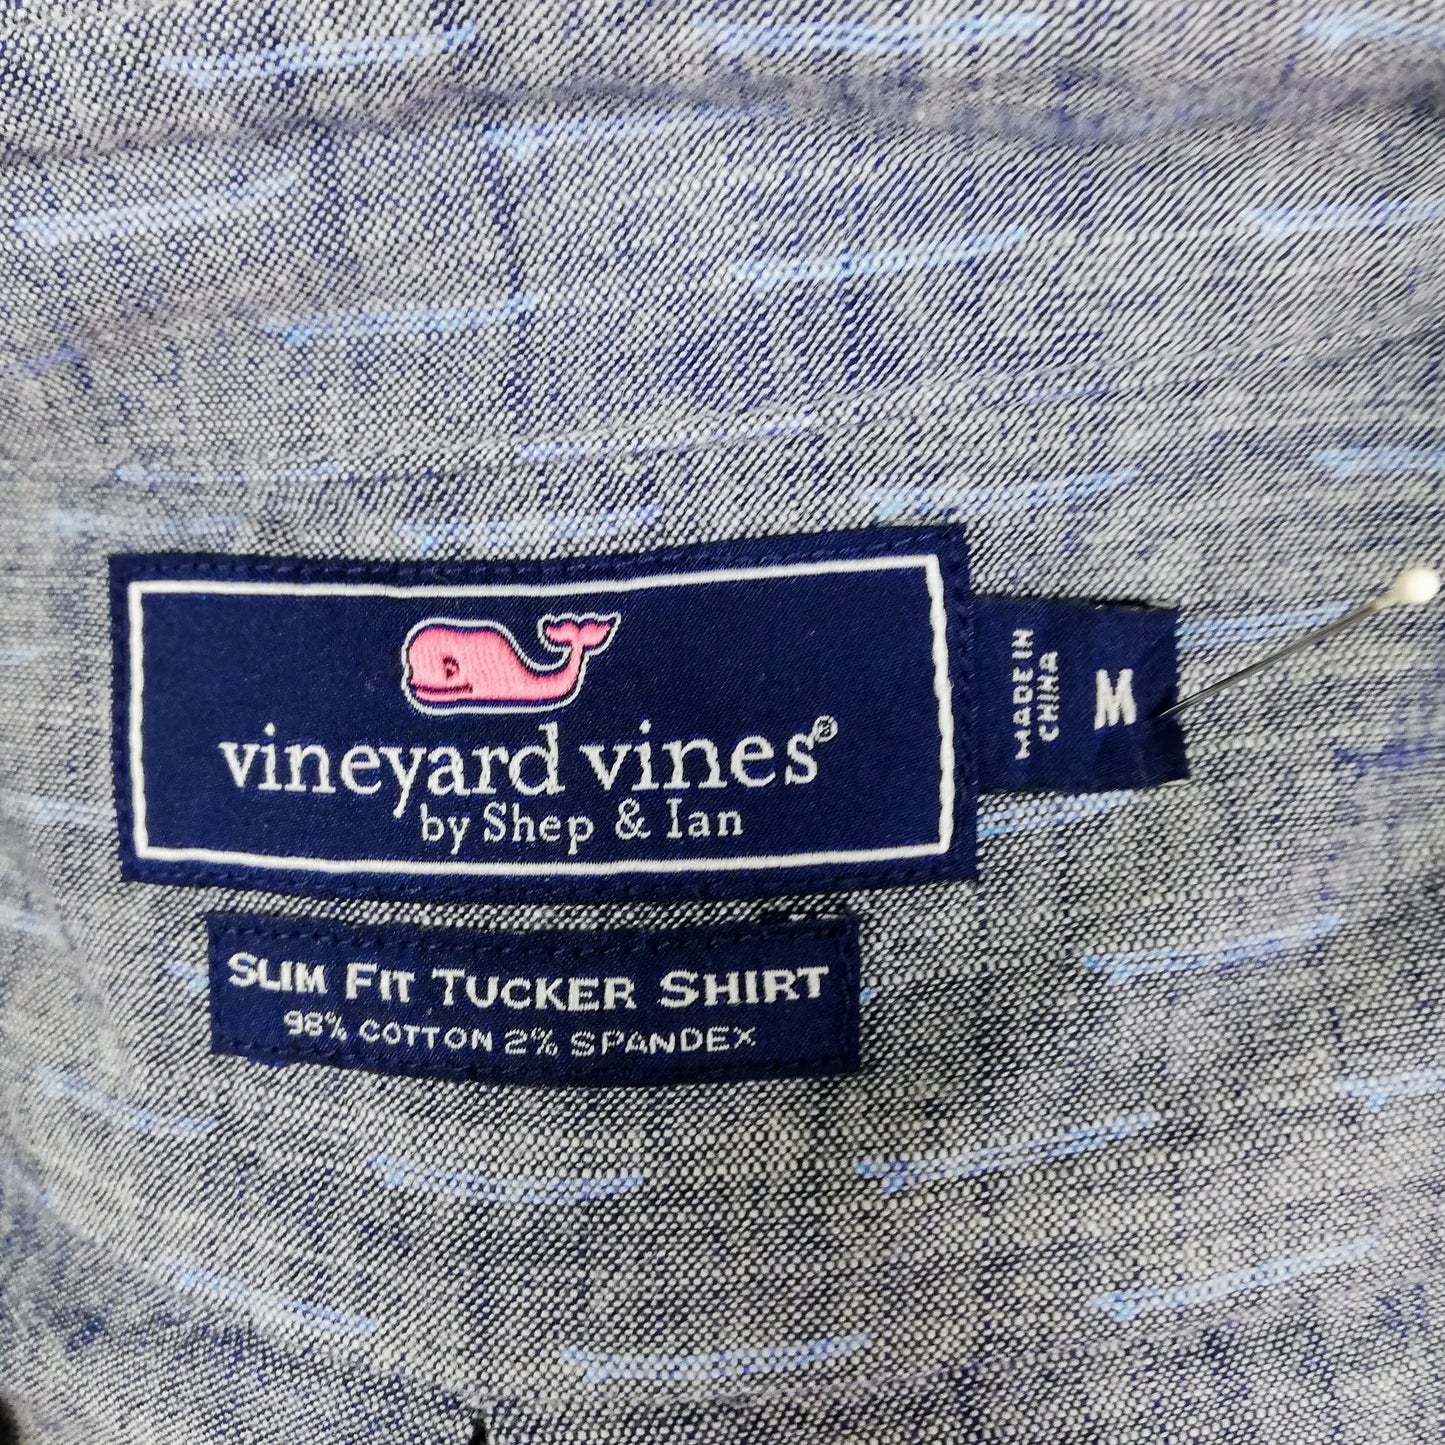 vineyard vines®
by Shep & Ian
MADE IN
CHINA
M
SLIM FIT TUCKER SHIRT
98% COTTON 2% SPANDEX